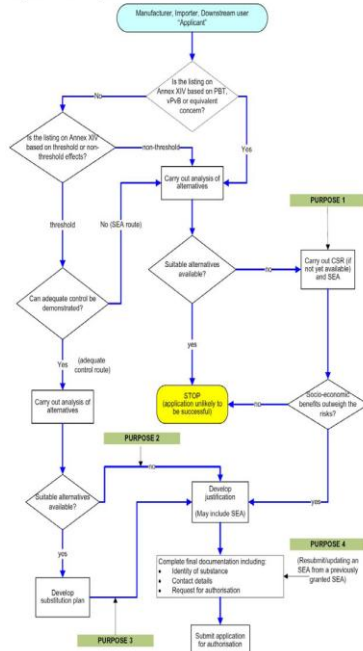 Manufacturer, Importer, Downstream user
"Applicant"
Is the listing on
Annex XIV based on PBT,
vPvB or equivalent
concern?
No
Yes
Is the listing on Annex XIV
based on threshold or non-
threshold effects?
non-threshold
Carry out analysis of
alternatives
threshold
No (SEA route)
PURPOSE 1
Suitable alternatives
available?
no
Carry out CSR (if
not yet available)
and SEA
Can adequate control be
demonstrated?
yes
Yes
(adequate
control route)
STOP
(application unlikely to
be successful)
no
Socio-economic
benefits outweigh the
risks?
Carry out analysis of
alternatives
PURPOSE 2
no
Suitable alternatives
available?
Develop
justification
(May include SEA)
yes
yes
PURPOSE 4
(Resubmit/updating an
SEA from a previously
granted SEA)
Complete final documentation including:
• Identity of substance
• Contact details
• Request for authorisation
Develop
substitution plan
PURPOSE 3
Submit application
for authorisation